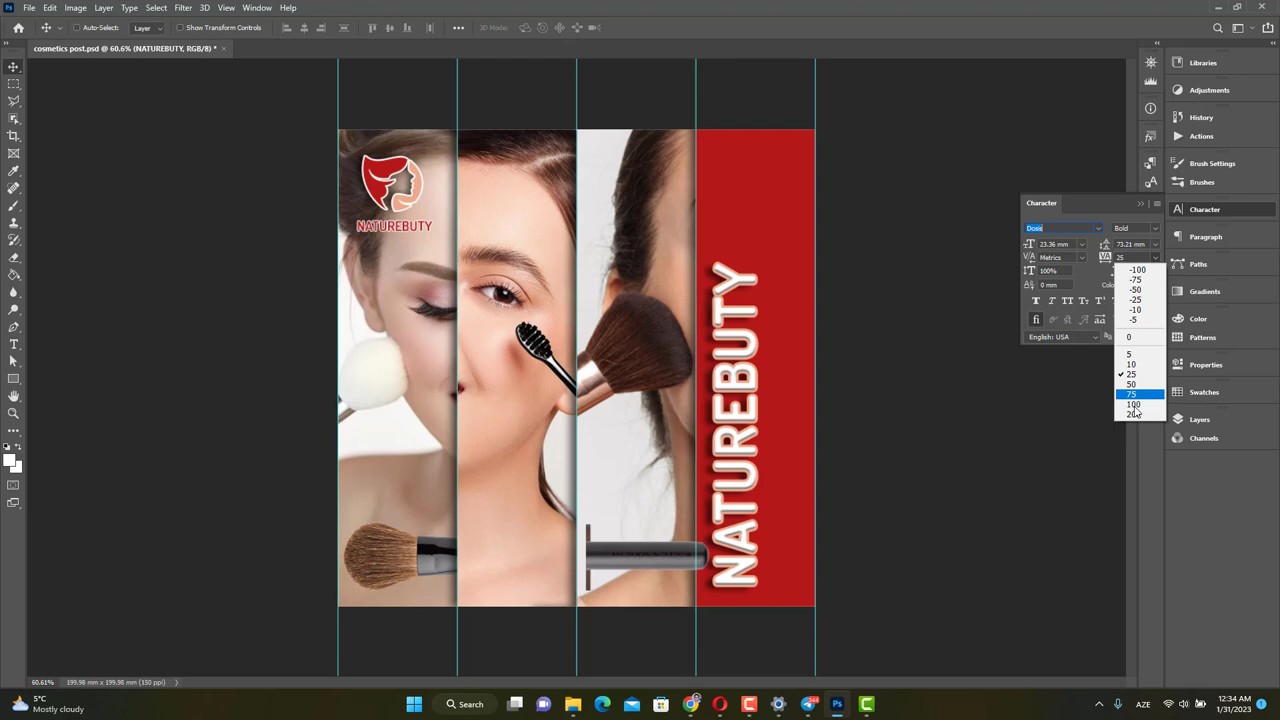 File Edit Image Layer Type Select Filter 3D View Window Help
Auto-Select: Layer Show Transform Controls 3D Mode:
cosmetics post.psd @ 60.6% (NATUREBUTY, RGB/8) *
NATUREBUTY
NATUREBUTY
Character
Dosis Bold
23.36 mm 73.21 mm
Metrics 25
100%
0 mm
English: USA
-100
-75
-50
-25
-10
-5
0
5
10
25
50
75
100
Libraries
Adjustments
History
Actions
Brush Settings
Brushes
Character
Paragraph
Paths
Gradients
Color
Patterns
Properties
Swatches
Layers
Channels
60.61% 199.98 mm x 199.98 mm (150 ppi)
5°C
Mostly cloudy
Search
AZE
12:34 AM
1/31/2023